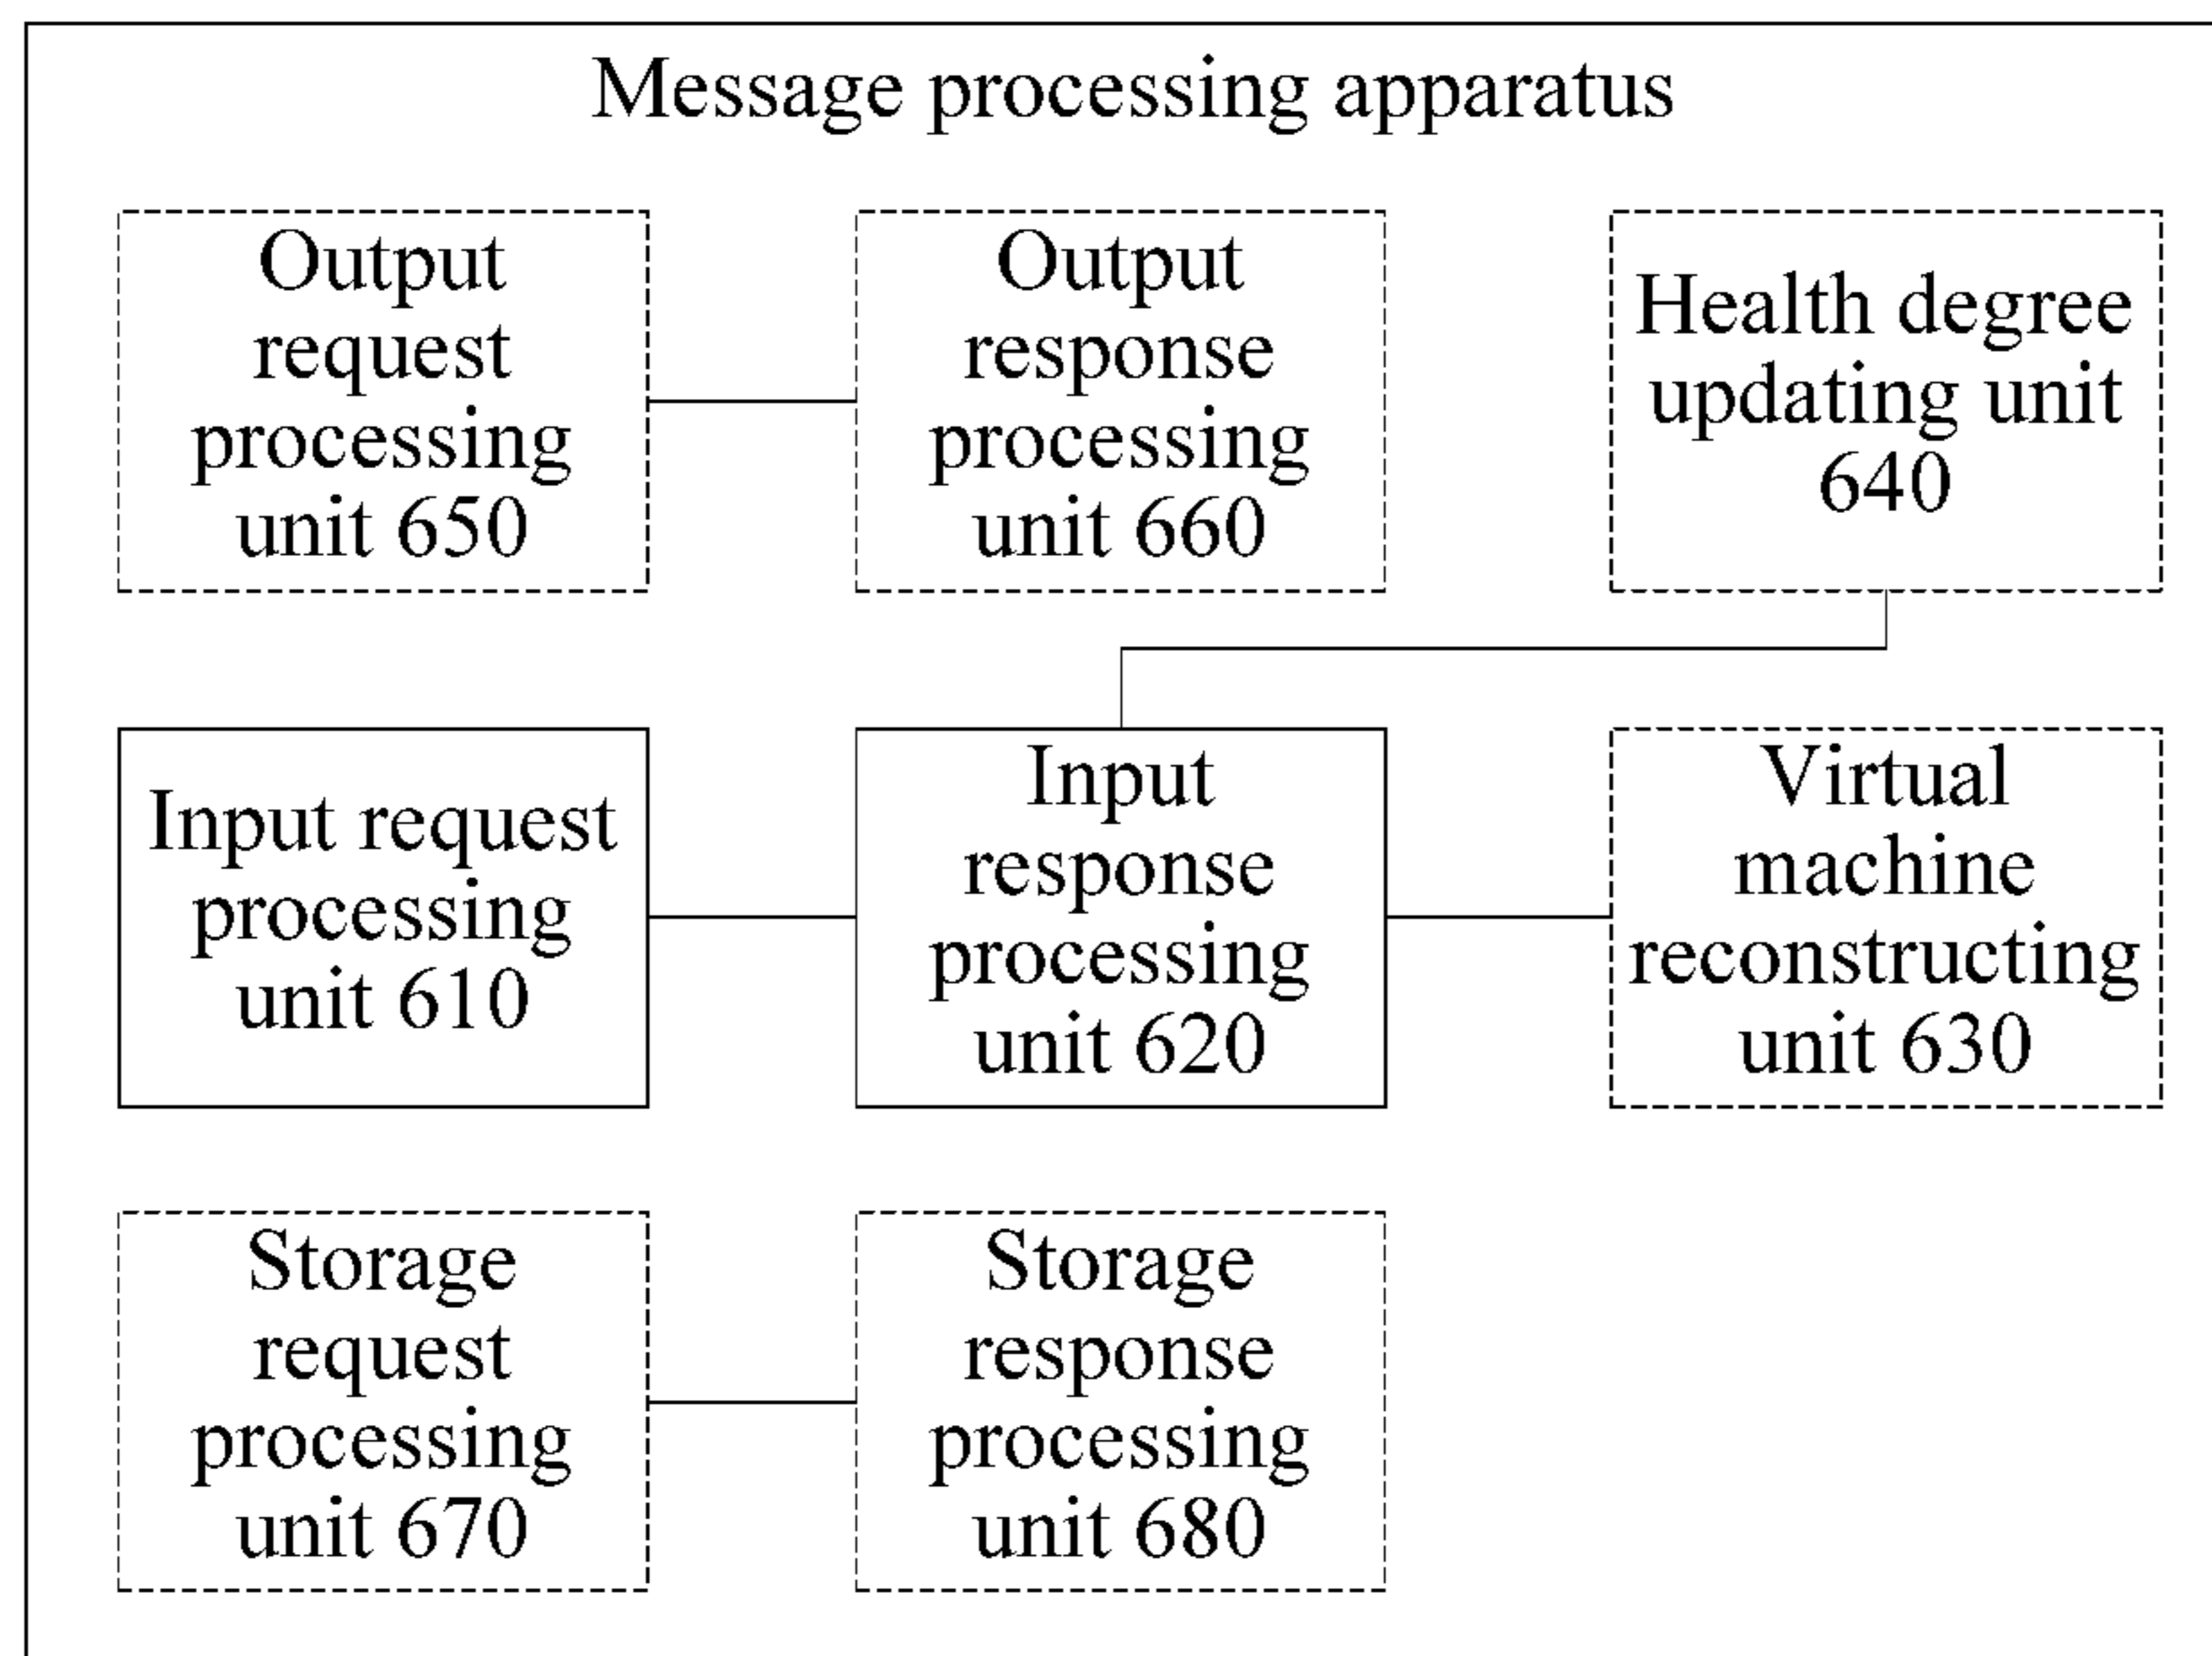 Message processing apparatus
Output
request
processing
unit 650
Output
response
processing
unit 660
Health degree
updating unit
640
Input request
processing
unit 610
Input
response
processing
unit 620
Virtual
machine
reconstructing
unit 630
Storage
request
processing
unit 670
Storage
response
processing
unit 680